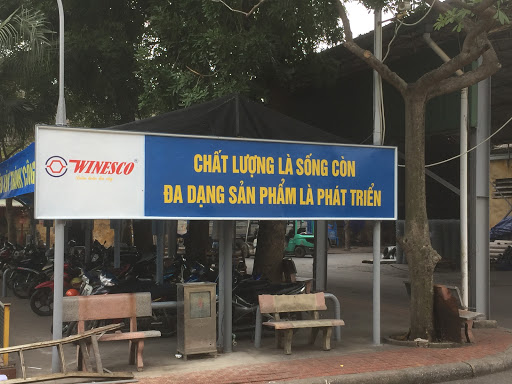 WINESCO
CHẤT LƯỢNG LÀ SỐNG CÒN
ĐA DẠNG SẢN PHẨM LÀ PHÁT TRIỂN